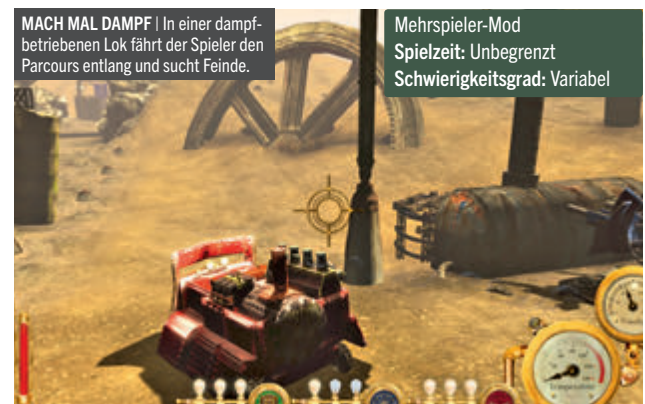 MACH MAL DAMPF | In einer dampf-
betriebenen Lok fährt der Spieler den
Parcours entlang und sucht Feinde.
Mehrspieler-Mod
Spielzeit: Unbegrenzt
Schwierigkeitsgrad: Variabel